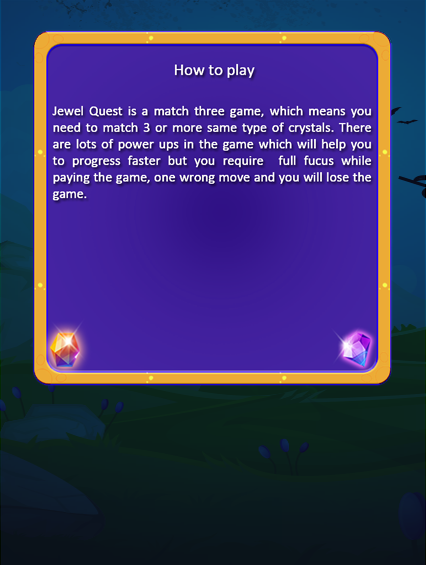 How to play
Jewel Quest is a match three game, which means you
need to match 3 or more same type of crystals. There
are lots of power ups in the game which will help you
to progress faster but you require full fucus while
paying the game, one wrong move and you will lose the
game.